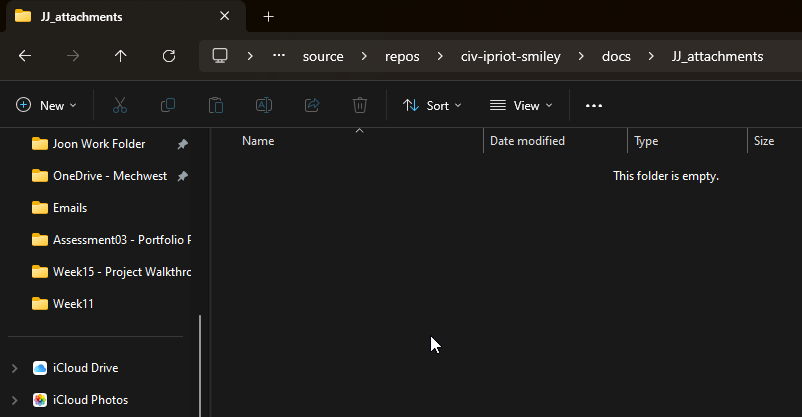 JJ_attachments
source
repos
civ-ipriot-smiley
docs
JJ_attachments
New
Sort
View
Name
Date modified
Type
Size
This folder is empty.
Joon Work Folder
OneDrive - Mechwest
Emails
Assessment03 - Portfolio P
Week15 - Project Walkthro
Week11
iCloud Drive
iCloud Photos